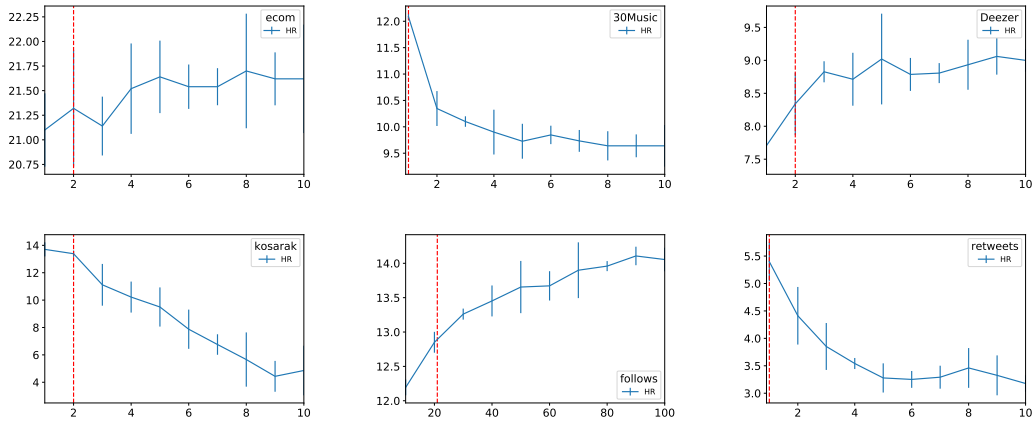 ecom
HR
22.25
22.00
21.75
21.50
21.25
21.00
20.75
2 4 6 8 10
30Music
HR
12.0
11.5
11.0
10.5
10.0
9.5
2 4 6 8 10
Deezer
HR
9.5
9.0
8.5
8.0
7.5
2 4 6 8 10
kosarak
HR
14
12
10
8
6
4
2 4 6 8 10
follows
HR
14.0
13.5
13.0
12.5
12.0
20 40 60 80 100
retweets
HR
5.5
5.0
4.5
4.0
3.5
3.0
2 4 6 8 10